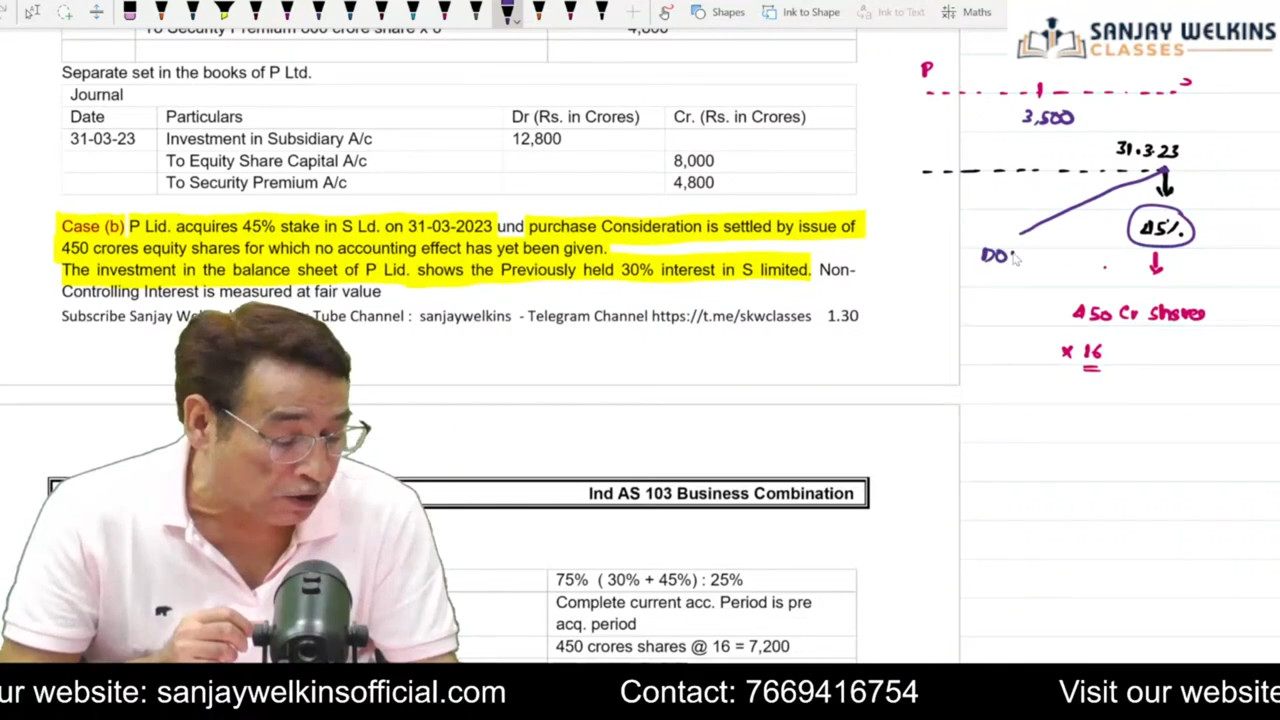 Shapes
Ink to Shape
Ink to Text
Maths
SANJAY WELKINS
CLASSES
To Security Premium 800 crore share x 6
4,800
Separate set in the books of P Ltd.
Journal
Date Particulars Dr (Rs. in Crores) Cr. (Rs. in Crores)
31-03-23 Investment in Subsidiary A/c 12,800
To Equity Share Capital A/c 8,000
To Security Premium A/c 4,800
P
3,500
31.3.23
45%.
450 Cr shares
x 16
Case (b) P Lid. acquires 45% stake in S Ld. on 31-03-2023 und purchase Consideration is settled by issue of
450 crores equity shares for which no accounting effect has yet been given.
The investment in the balance sheet of P Lid. shows the Previously held 30% interest in S limited. Non-
Controlling Interest is measured at fair value
Subscribe Sanjay Tube Channel : sanjaywelkins - Telegram Channel https://t.me/skwclasses 1.30
Ind AS 103 Business Combination
75% ( 30% + 45%) : 25%
Complete current acc. Period is pre
acq. period
450 crores shares @ 16 = 7,200
ur website: sanjaywelkinsofficial.com Contact: 7669416754 Visit our website